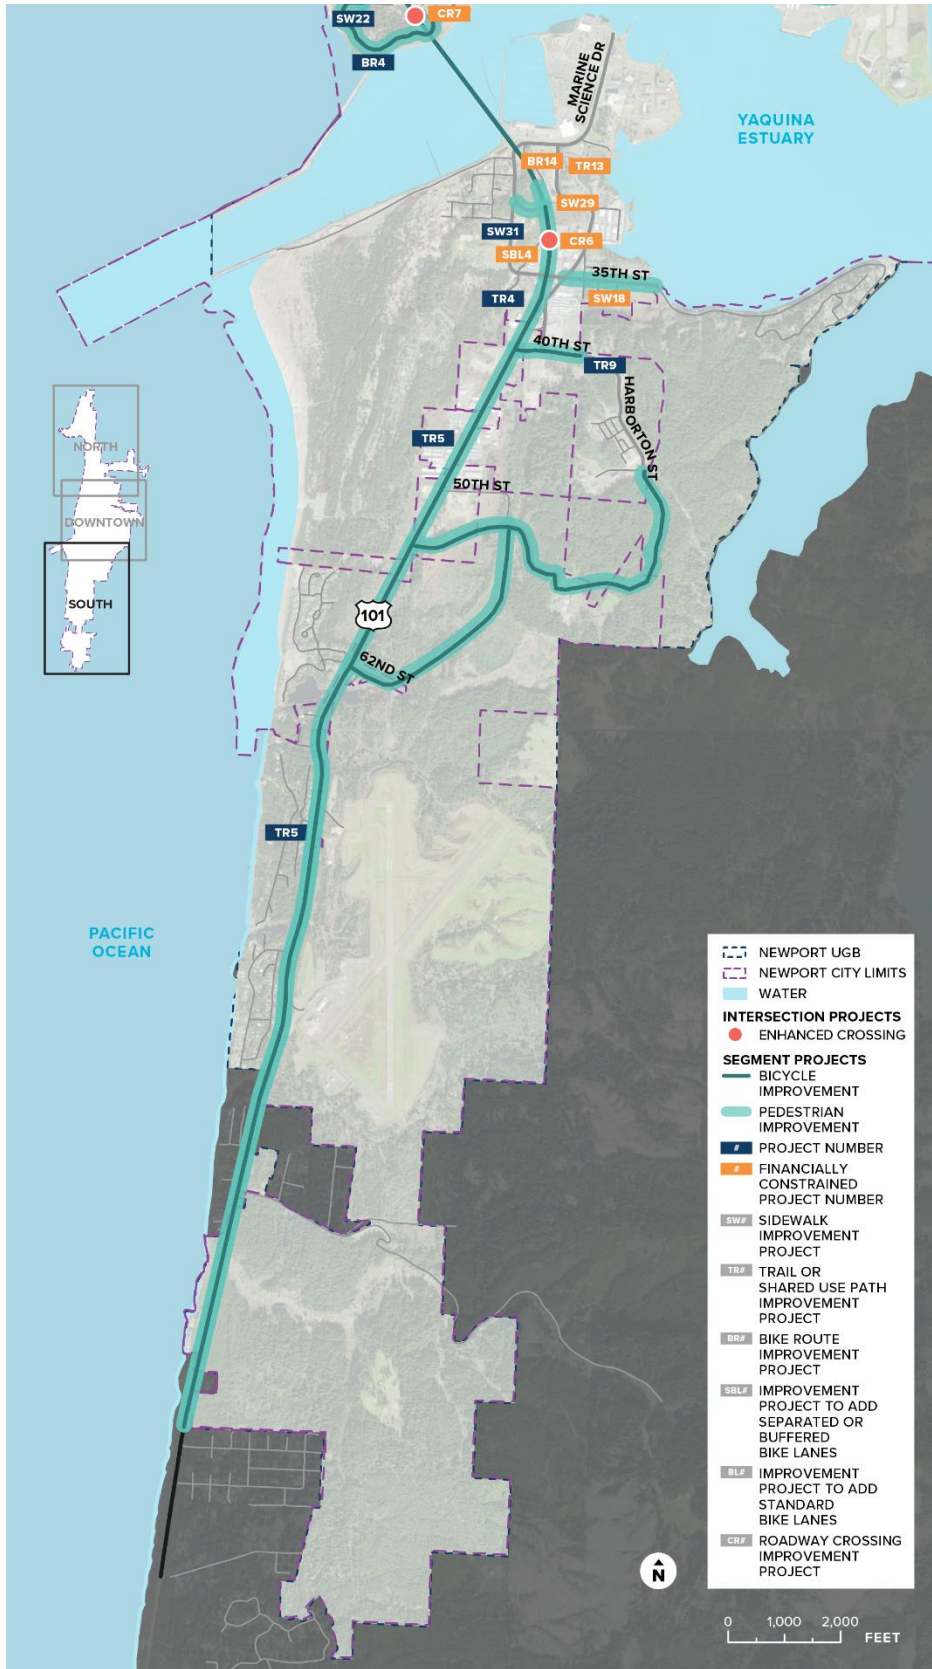 SW22
CR7
BR4
MARINE
SCIENCE DR
YAQUINA
ESTUARY
BR14
TR13
SW29
SW31
CR6
SBL4
35TH ST
TR4
SW18
40TH ST
TR9
HARBORTON ST
TR5
50TH ST
NORTH
DOWNTOWN
SOUTH
101
62ND ST
TR5
PACIFIC
OCEAN
NEWPORT UGB
NEWPORT CITY LIMITS
WATER
INTERSECTION PROJECTS
ENHANCED CROSSING
SEGMENT PROJECTS
BICYCLE
IMPROVEMENT
PEDESTRIAN
IMPROVEMENT
# PROJECT NUMBER
# FINANCIALLY
CONSTRAINED
PROJECT NUMBER
SW# SIDEWALK
IMPROVEMENT
PROJECT
TR# TRAIL OR
SHARED USE PATH
IMPROVEMENT
PROJECT
BR# BIKE ROUTE
IMPROVEMENT
PROJECT
SBL# IMPROVEMENT
PROJECT TO ADD
SEPARATED OR
BUFFERED
BIKE LANES
BL# IMPROVEMENT
PROJECT TO ADD
STANDARD
BIKE LANES
CR# ROADWAY CROSSING
IMPROVEMENT
PROJECT
N
0 1,000 2,000
FEET